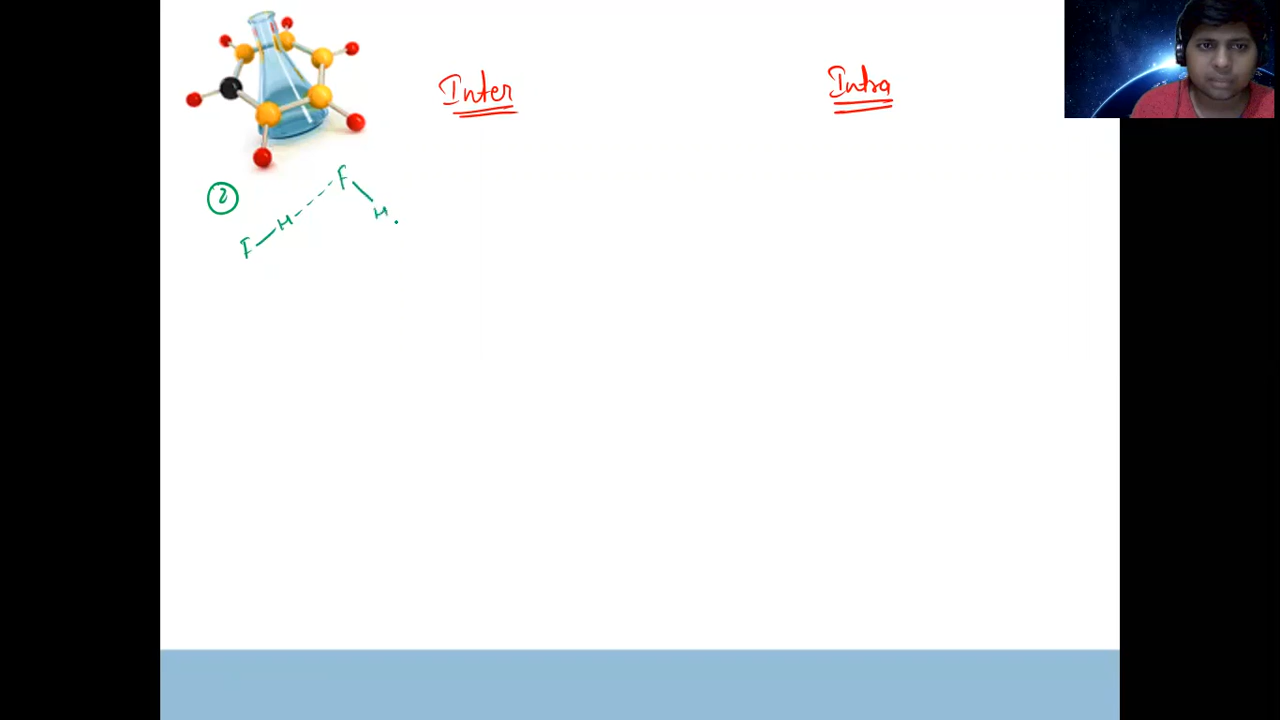 Inter Intra
② F
H H
F